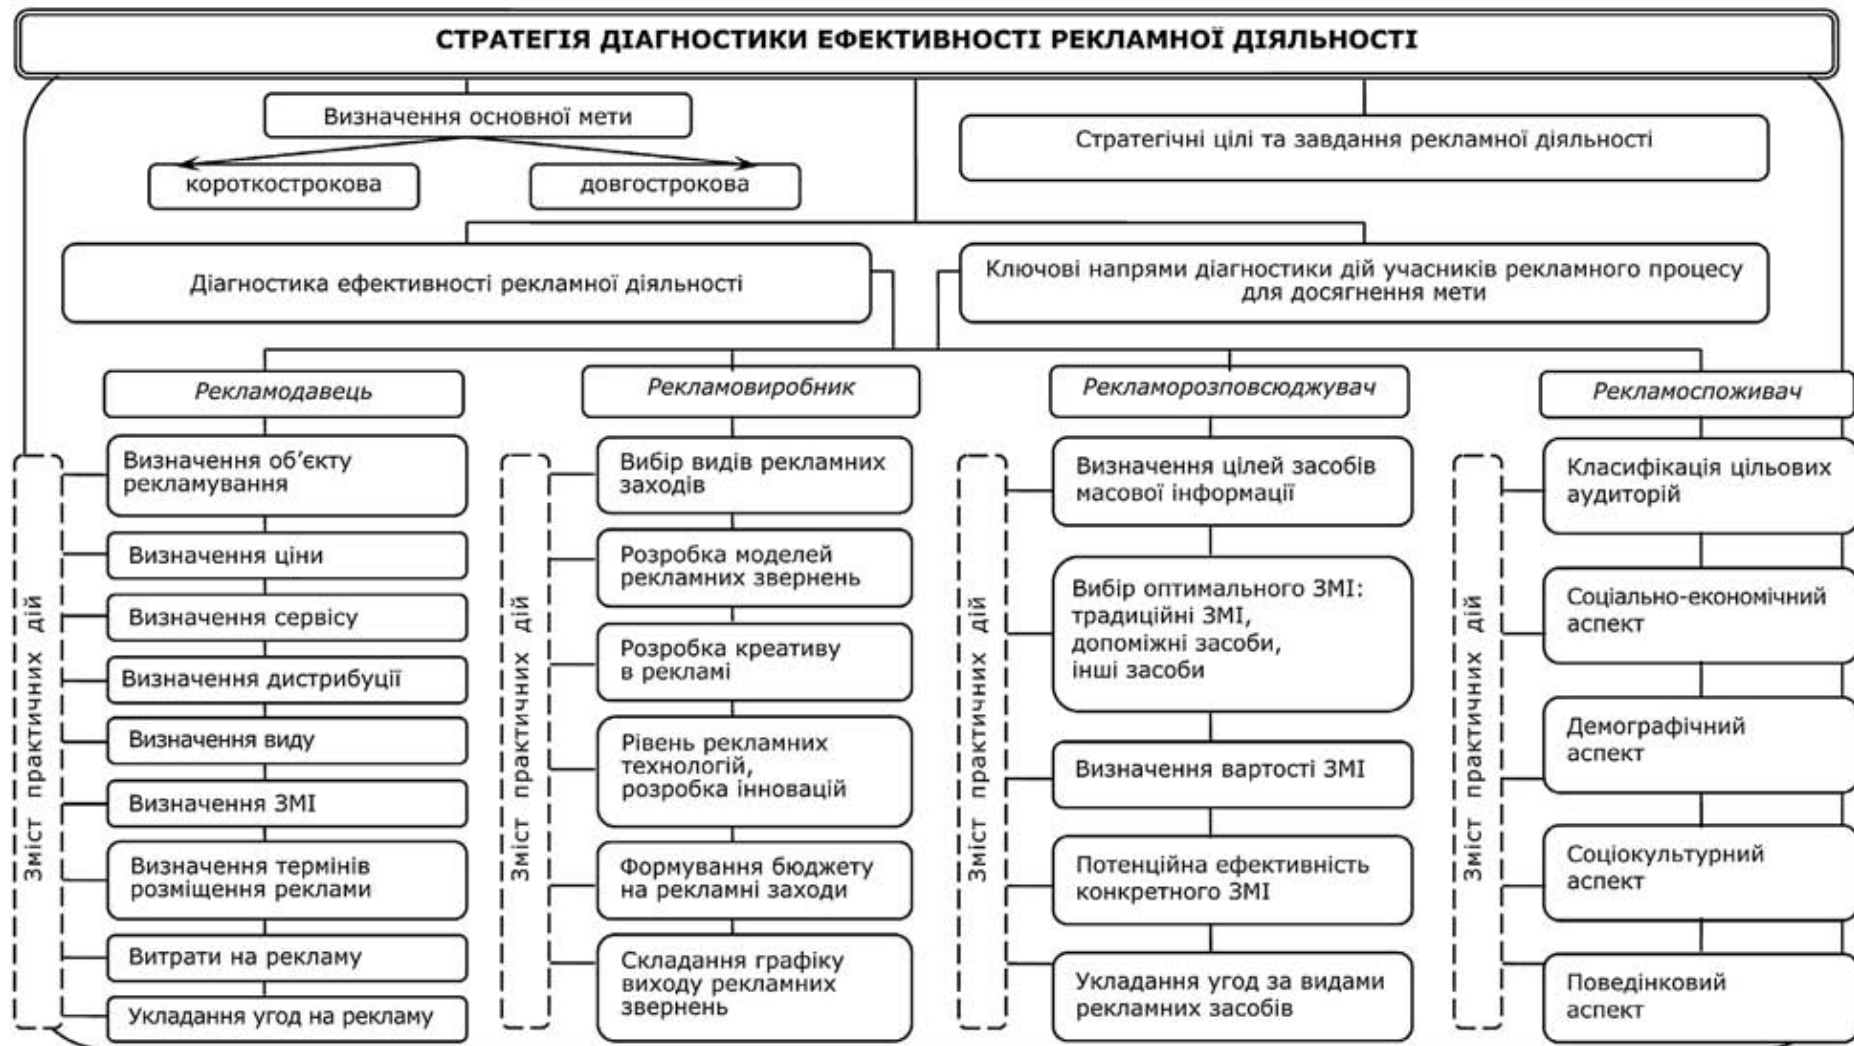 СТРАТЕГІЯ ДІАГНОСТИКИ ЕФЕКТИВНОСТІ РЕКЛАМНОЇ ДІЯЛЬНОСТІ
Визначення основної мети
короткострокова
довгострокова
Стратегічні цілі та завдання рекламної діяльності
Діагностика ефективності рекламної діяльності
Ключові напрями діагностики дій учасників рекламного процесу
для досягнення мети
Рекламодавець
Зміст практичних дій
Визначення об’єкту
рекламування
Визначення ціни
Визначення сервісу
Визначення дистрибуції
Визначення виду
Визначення ЗМІ
Визначення термінів
розміщення реклами
Витрати на рекламу
Укладання угод на рекламу
Рекламовиробник
Зміст практичних дій
Вибір видів рекламних
заходів
Розробка моделей
рекламних звернень
Розробка креативу
в рекламі
Рівень рекламних
технологій,
розробка інновацій
Формування бюджету
на рекламні заходи
Складання графіку
виходу рекламних
звернень
Рекламорозповсюджувач
Зміст практичних дій
Визначення цілей засобів
масової інформації
Вибір оптимального ЗМІ:
традиційні ЗМІ,
допоміжні засоби,
інші засоби
Визначення вартості ЗМІ
Потенційна ефективність
конкретного ЗМІ
Укладання угод за видами
рекламних засобів
Рекламоспоживач
Зміст практичних дій
Класифікація цільових
аудиторій
Соціально-економічний
аспект
Демографічний
аспект
Соціокультурний
аспект
Поведінковий
аспект